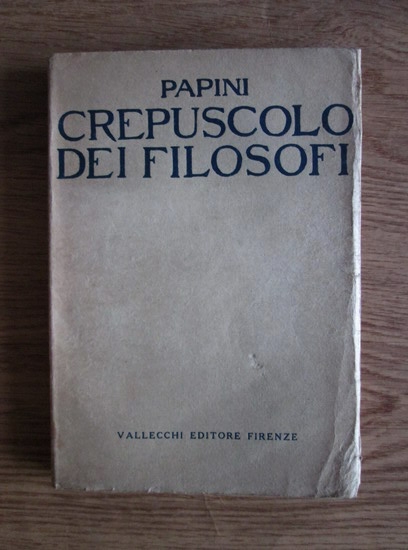 PAPINI
CREPUSCOLO
DEI FILOSOFI
VALLECCHI EDITORE FIRENZE